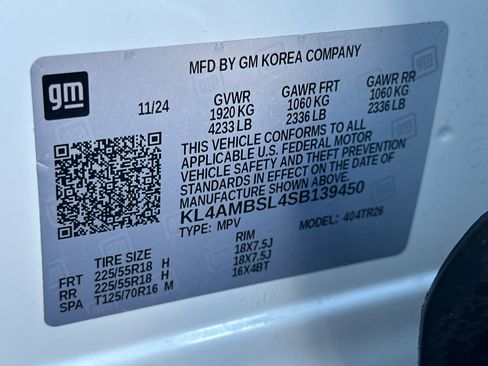 MFD BY GM KOREA COMPANY
gm
11/24
GVWR GAWR FRT GAWR RR
1920 KG 1060 KG 1060 KG
4233 LB 2336 LB 2336 LB
THIS VEHICLE CONFORMS TO ALL
APPLICABLE U.S. FEDERAL MOTOR
VEHICLE SAFETY AND THEFT PREVENTION
STANDARDS IN EFFECT ON THE DATE OF
KL4AMBSL4SB139450
TYPE: MPV MODEL: 404TR26
TIRE SIZE RIM
FRT 225/55R18 H 18X7.5J
RR 225/55R18 H 18X7.5J
SPA T125/70R16 M 16X4BT